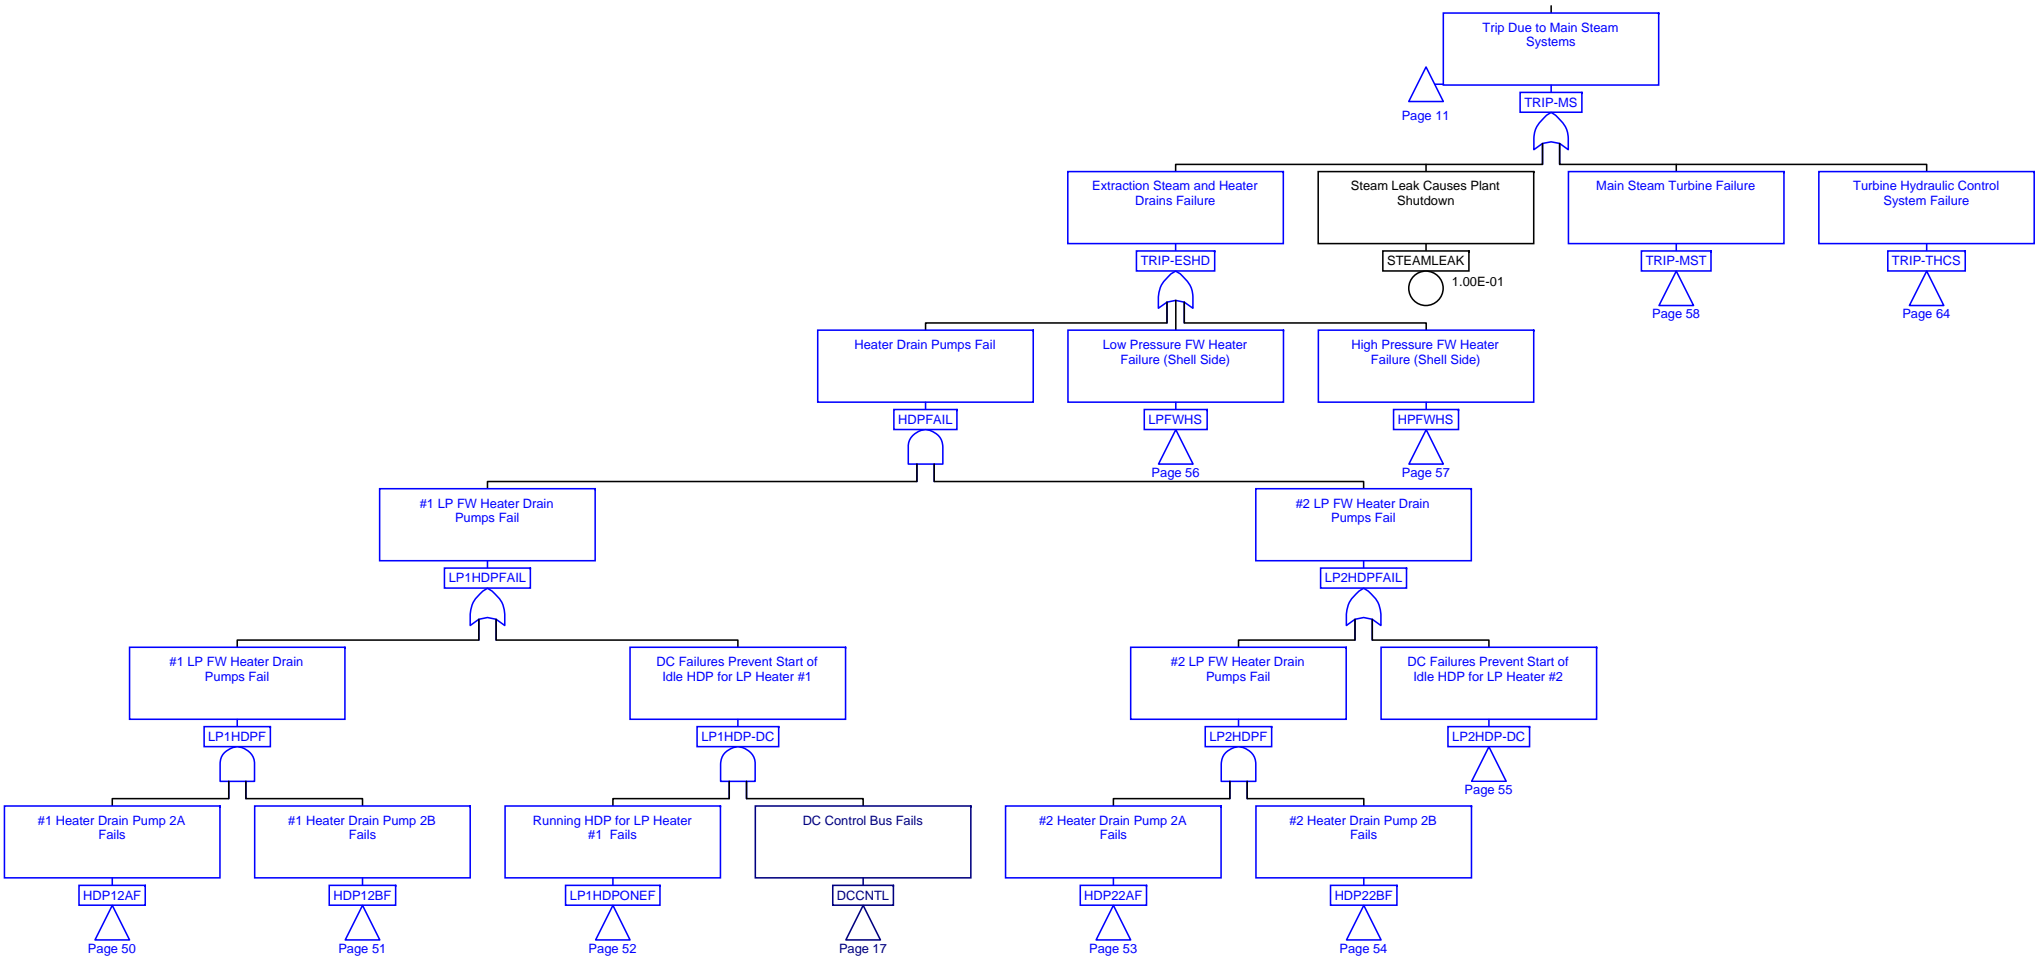 Trip Due to Main Steam
Systems
Page 11
TRIP-MS
Extraction Steam and Heater
Drains Failure
TRIP-ESHD
Steam Leak Causes Plant
Shutdown
STEAMLEAK
1.00E-01
Main Steam Turbine Failure
TRIP-MST
Page 58
Turbine Hydraulic Control
System Failure
TRIP-THCS
Page 64
Heater Drain Pumps Fail
HDPFAIL
Low Pressure FW Heater
Failure (Shell Side)
LPFWHS
Page 56
High Pressure FW Heater
Failure (Shell Side)
HPFWHS
Page 57
#1 LP FW Heater Drain
Pumps Fail
LP1HDPFAIL
#2 LP FW Heater Drain
Pumps Fail
LP2HDPFAIL
#1 LP FW Heater Drain
Pumps Fail
LP1HDPF
DC Failures Prevent Start of
Idle HDP for LP Heater #1
LP1HDP-DC
#2 LP FW Heater Drain
Pumps Fail
LP2HDPF
DC Failures Prevent Start of
Idle HDP for LP Heater #2
LP2HDP-DC
Page 55
#1 Heater Drain Pump 2A
Fails
HDP12AF
Page 50
#1 Heater Drain Pump 2B
Fails
HDP12BF
Page 51
Running HDP for LP Heater
#1 Fails
LP1HDPONEF
Page 52
DC Control Bus Fails
DCCNTL
Page 17
#2 Heater Drain Pump 2A
Fails
HDP22AF
Page 53
#2 Heater Drain Pump 2B
Fails
HDP22BF
Page 54